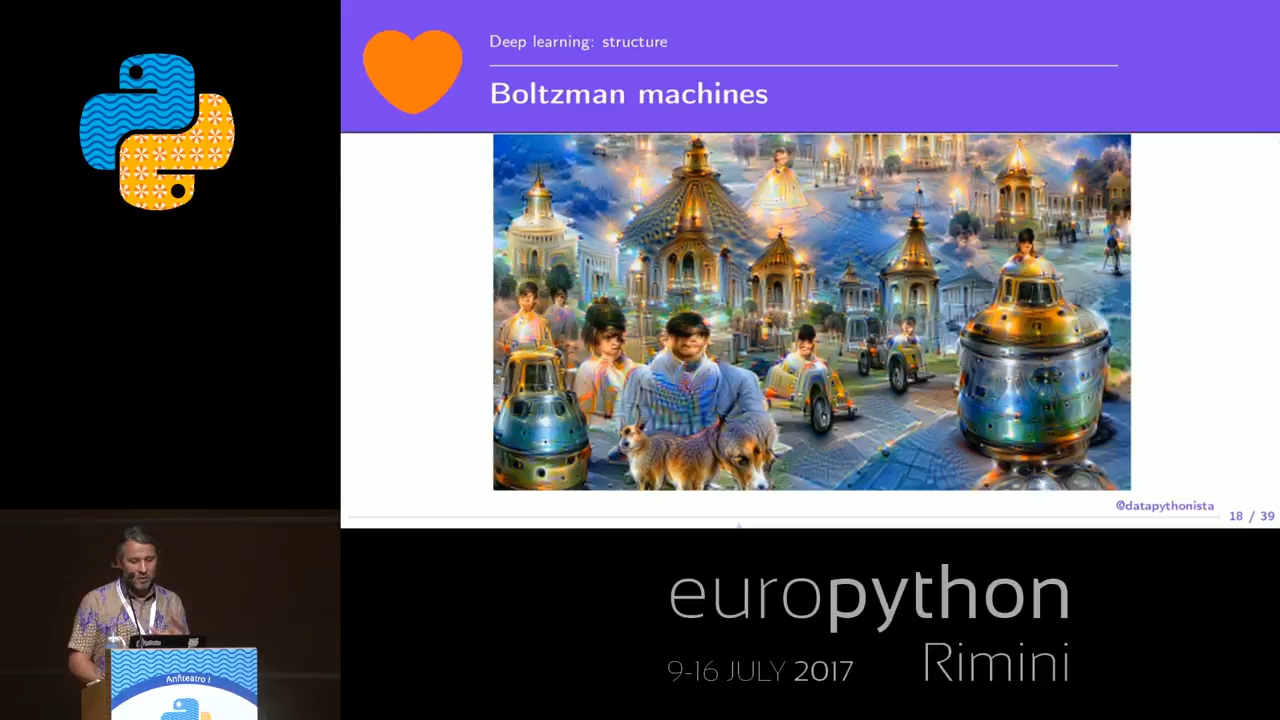 Deep learning: structure
Boltzman machines
@datapythonista
18 / 39
Anfiteatro I
europython
9-16 JULY 2017
Rimini